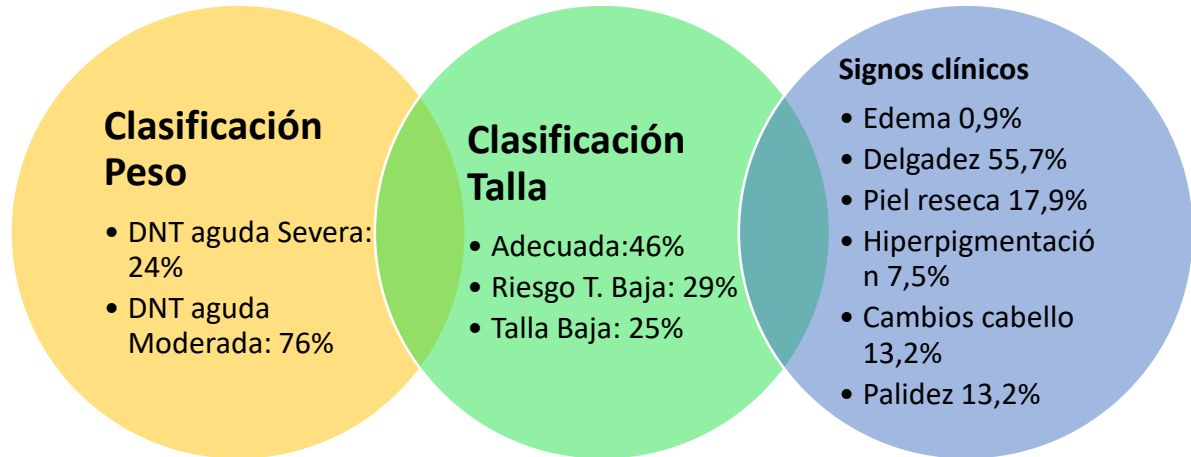 Clasificación
Peso
• DNT aguda Severa:
24%
• DNT aguda
Moderada: 76%
Clasificación
Talla
• Adecuada:46%
• Riesgo T. Baja: 29%
• Talla Baja: 25%
Signos clínicos
• Edema 0,9%
• Delgadez 55,7%
• Piel reseca 17,9%
• Hiperpigmentació
n 7,5%
• Cambios cabello
13,2%
• Palidez 13,2%